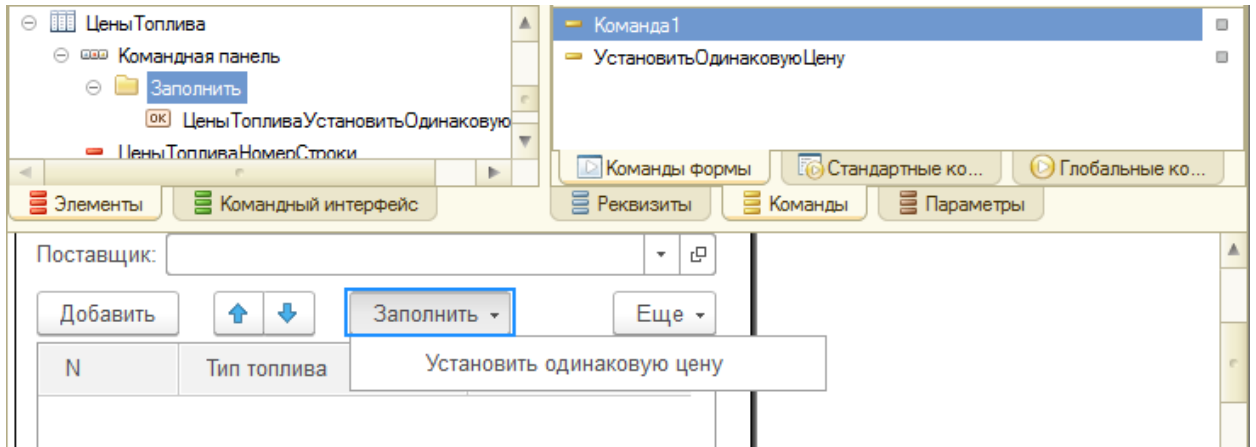 ЦеныТоплива
Командная панель
Заполнить
OK ЦеныТопливаУстановитьОдинаковую
ЦеныТопливаНомерСтроки
Элементы
Командный интерфейс
Команда1
УстановитьОдинаковуюЦену
Команды формы
Стандартные ко...
Глобальные ко...
Реквизиты
Команды
Параметры
Поставщик:
Добавить
Заполнить
Еще
N
Тип топлива
Установить одинаковую цену